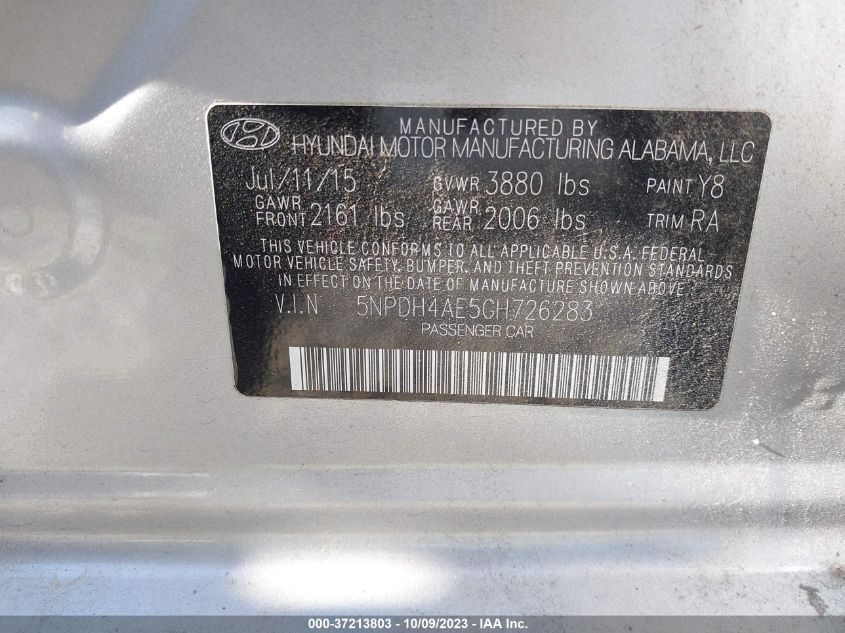 MANUFACTURED BY
HYUNDAI MOTOR MANUFACTURING ALABAMA, LLC
Jul/11/15 GVWR 3880 lbs PAINT Y8
GAWR FRONT 2161 lbs GAWR REAR 2006 lbs TRIM RA
THIS VEHICLE CONFORMS TO ALL APPLICABLE U.S.A. FEDERAL
MOTOR VEHICLE SAFETY, BUMPER, AND THEFT PREVENTION STANDARDS
IN EFFECT ON THE DATE OF MANUFACTURE SHOWN ABOVE.
V.I.N 5NPDH4AE5GH726283
PASSENGER CAR
000-37213803 - 10/09/2023 - IAA Inc.